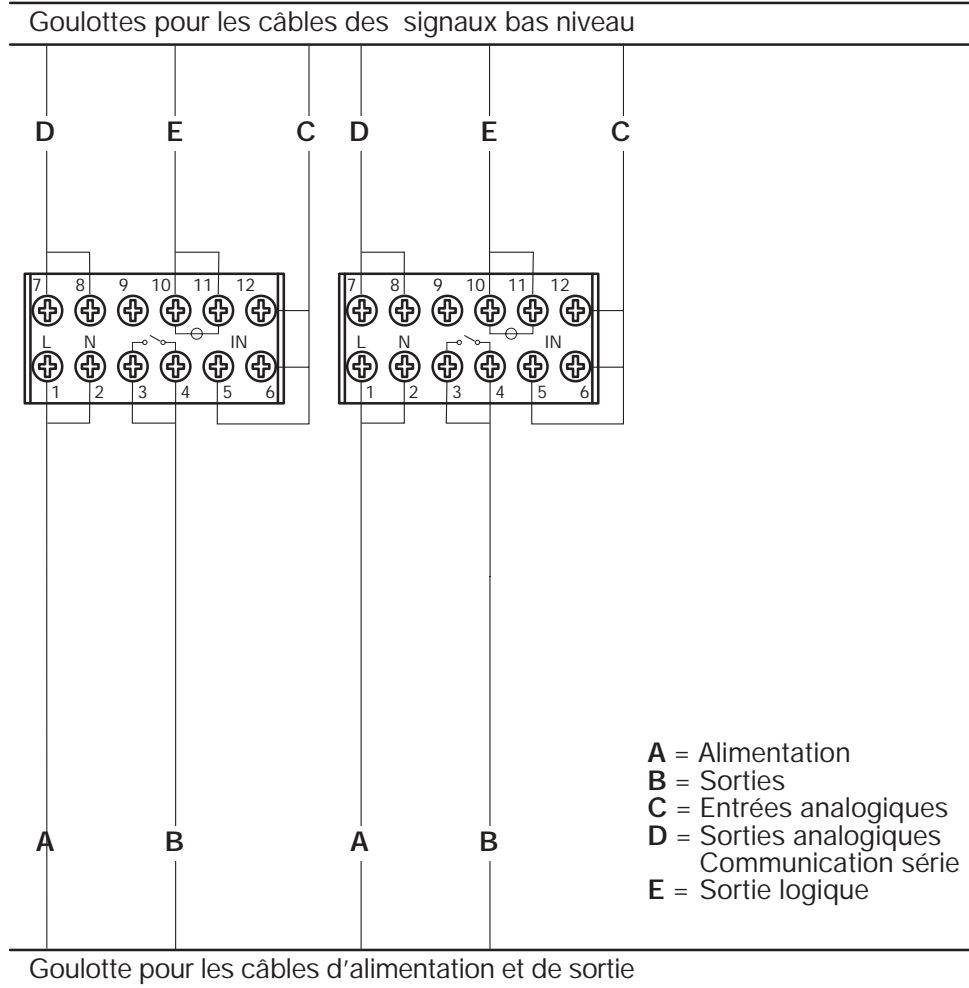 Goulottes pour les câbles des signaux bas niveau
D E C D E C
7 8 9 10 11 12 7 8 9 10 11 12
L N IN L N IN
1 2 3 4 5 6 1 2 3 4 5 6
A = Alimentation
B = Sorties
C = Entrées analogiques
D = Sorties analogiques
Communication série
E = Sortie logique
A B A B
Goulotte pour les câbles d'alimentation et de sortie